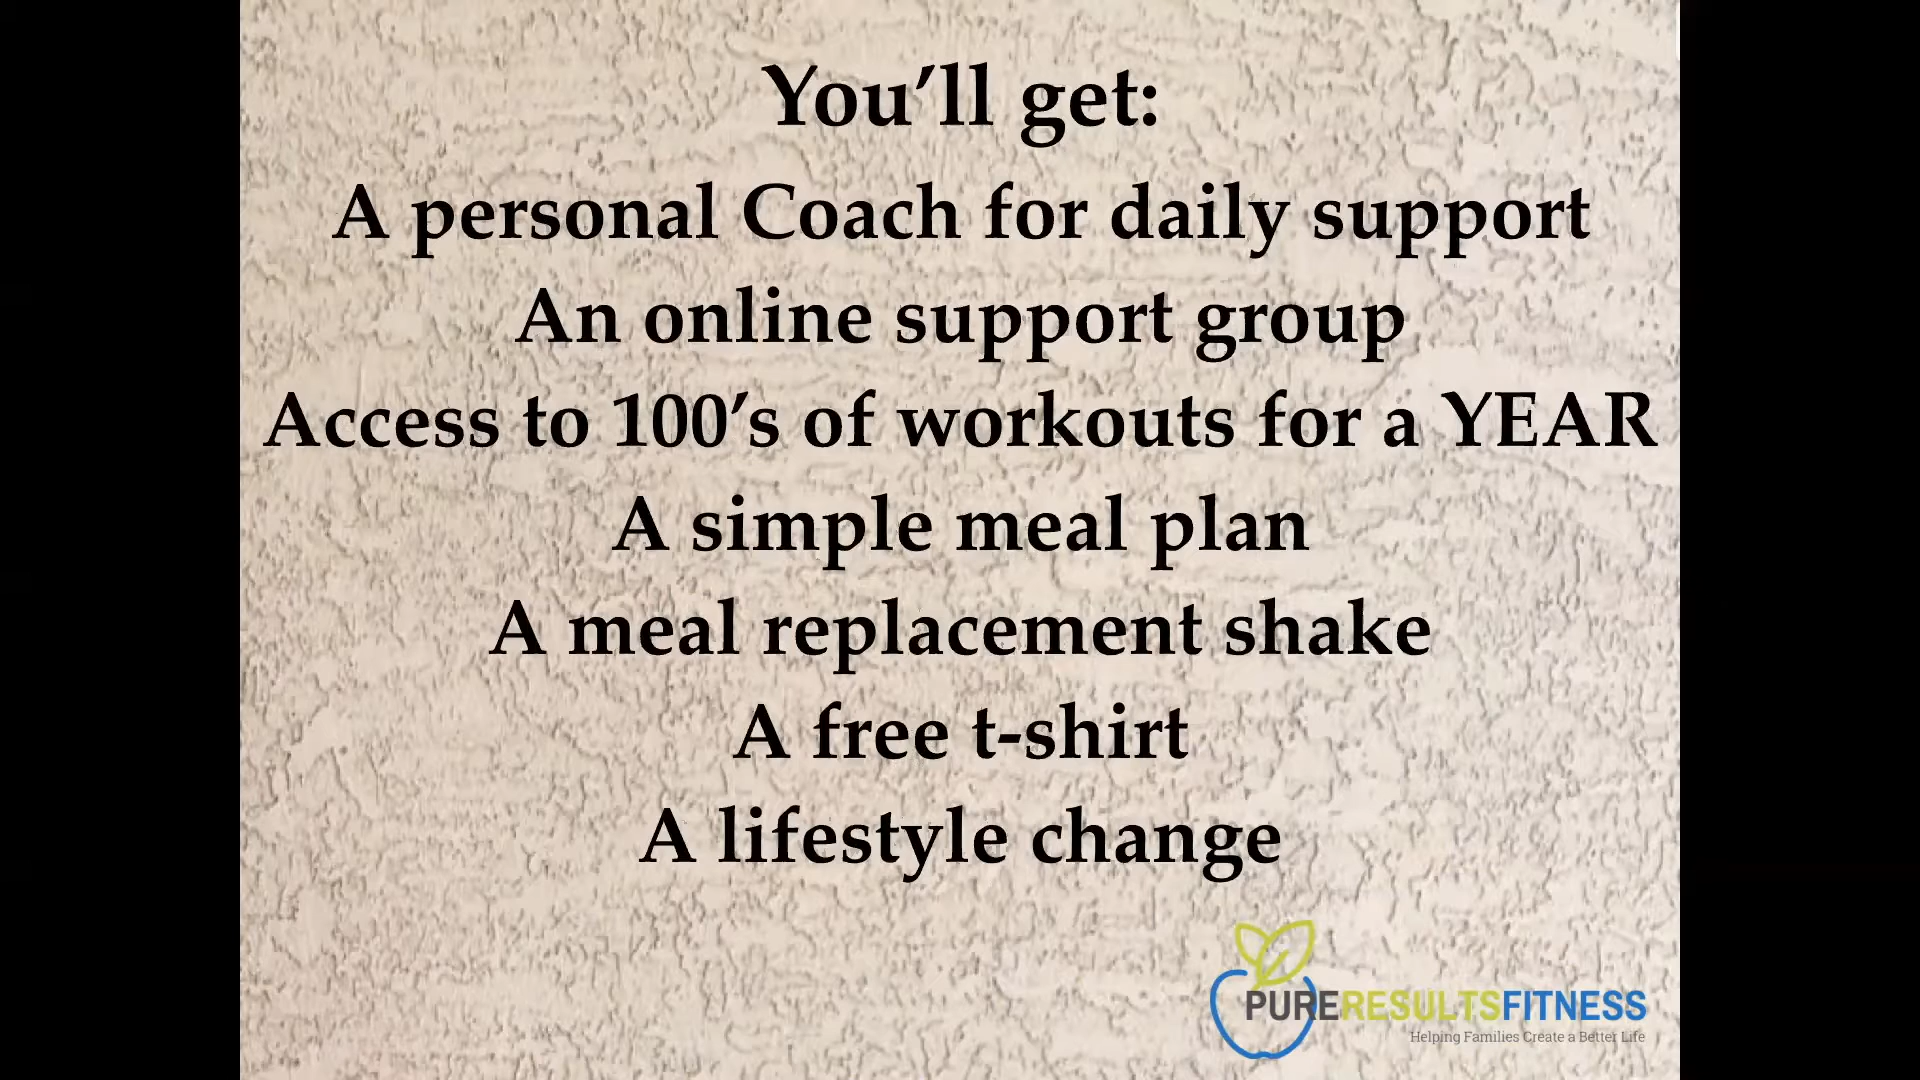 You’ll get:
A personal Coach for daily support
An online support group
Access to 100’s of workouts for a YEAR
A simple meal plan
A meal replacement shake
A free t-shirt
A lifestyle change
PURERESULTSFITNESS
Helping Families Create a Better Life